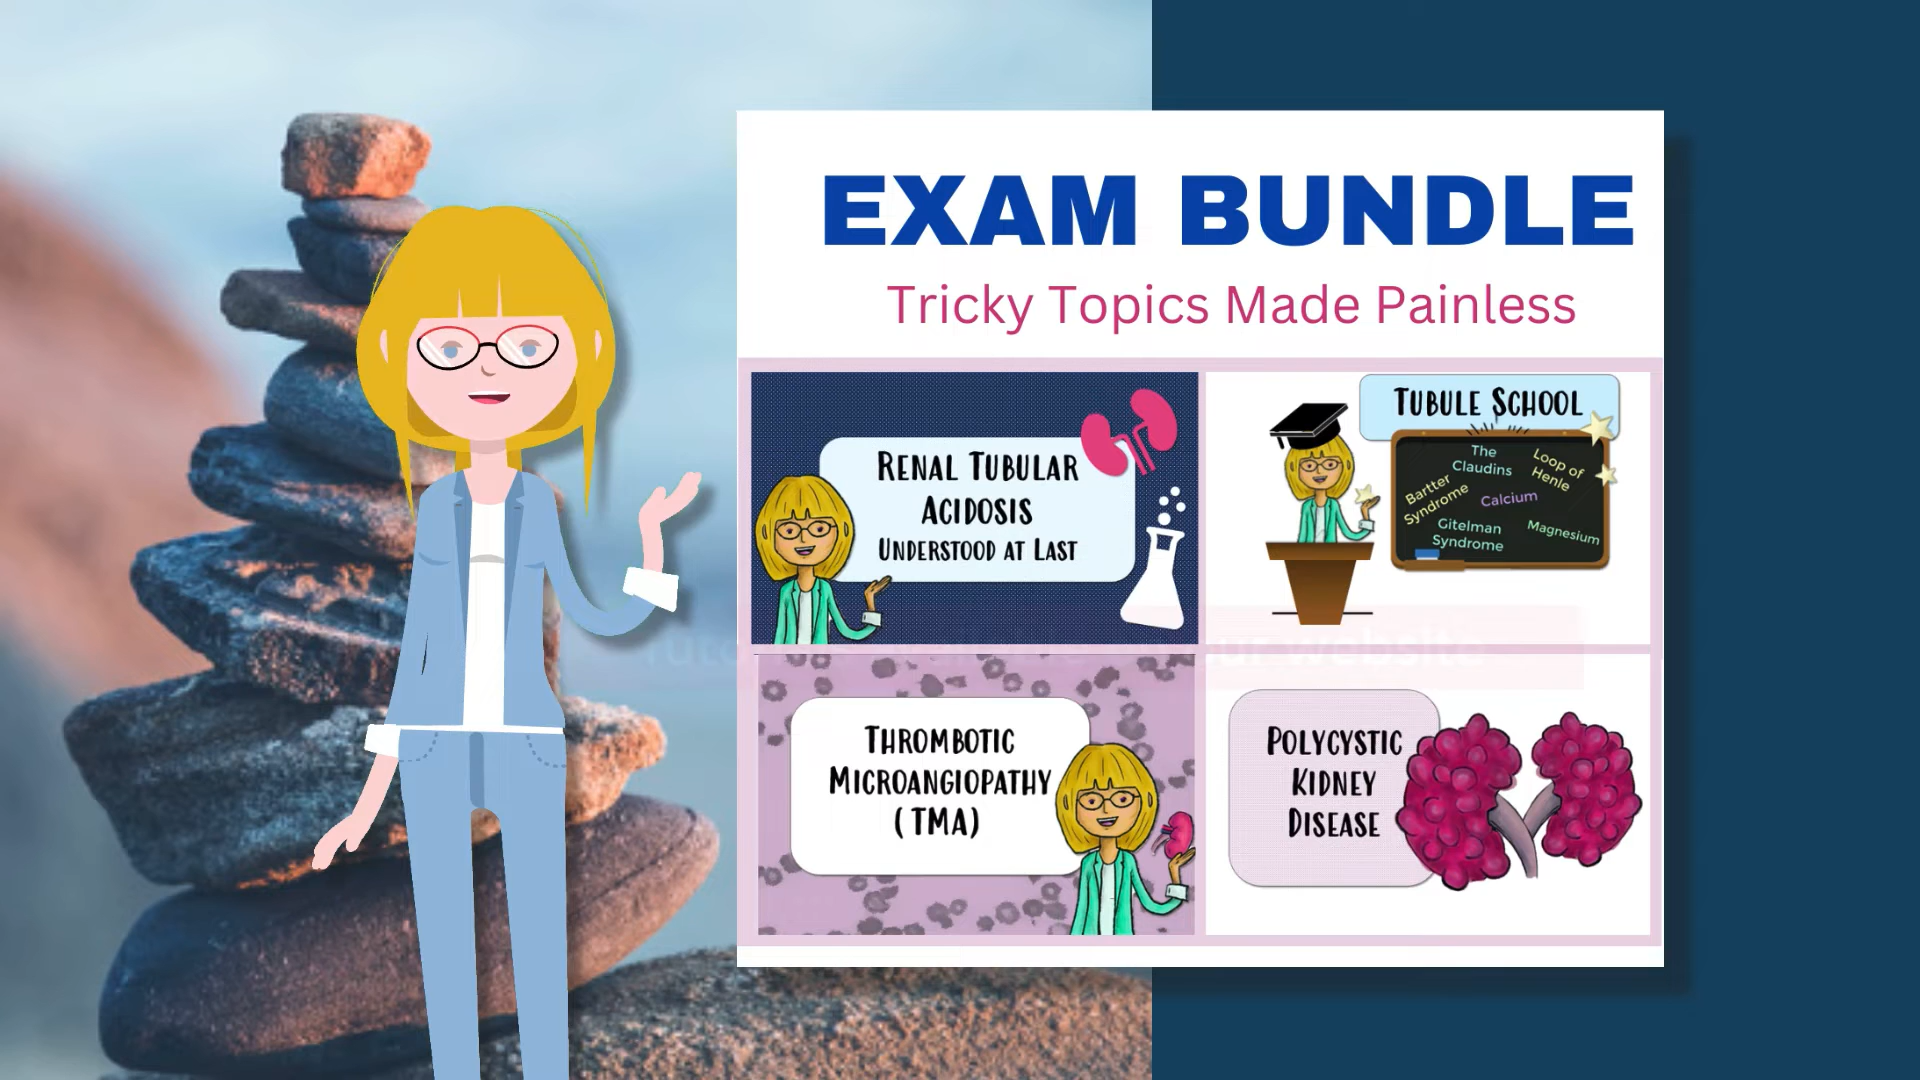 EXAM BUNDLE
Tricky Topics Made Painless
RENAL TUBULAR
ACIDOSIS
UNDERSTOOD AT LAST
TUBULE SCHOOL
The
Claudins
Loop of
Henle
Bartter
Syndrome
Calcium
Gitelman
Syndrome
Magnesium
THROMBOTIC
MICROANGIOPATHY
(TMA)
POLYCYSTIC
KIDNEY
DISEASE
website